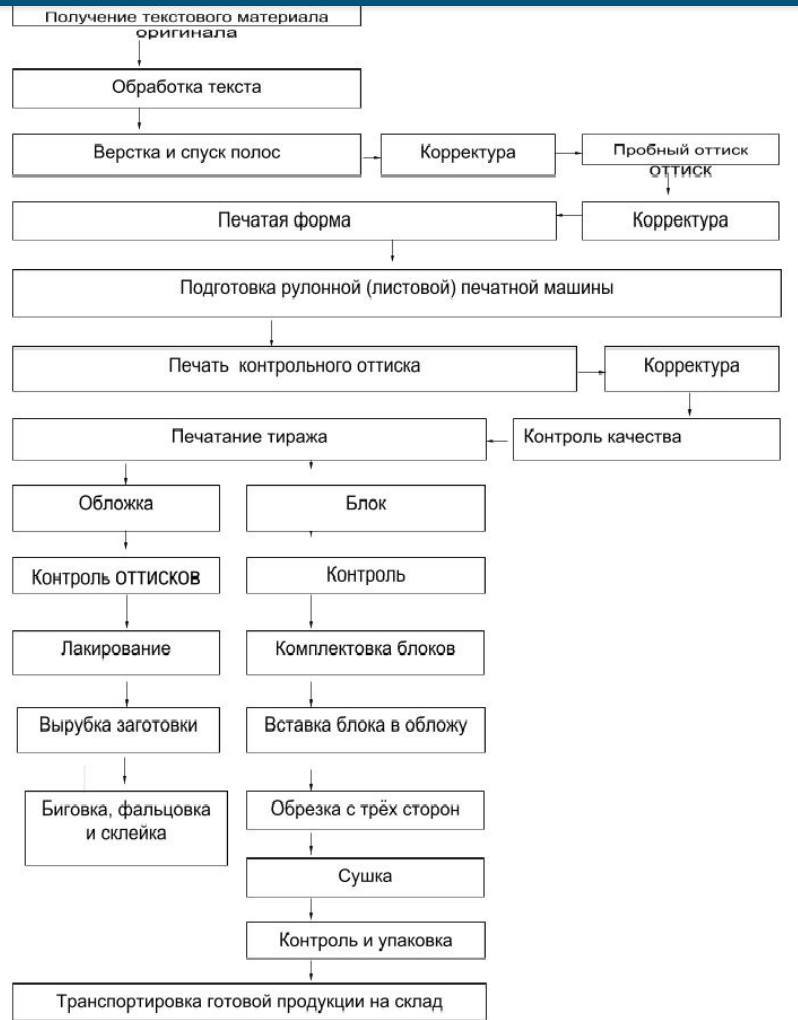 Получение текстового материала
оригинала
Обработка текста
Верстка и спуск полос
Корректура
Пробный оттиск
оттиск
Печатая форма
Корректура
Подготовка рулонной (листовой) печатной машины
Печать контрольного оттиска
Корректура
Печатание тиража
Контроль качества
Обложка
Блок
Контроль оттисков
Контроль
Лакирование
Комплектовка блоков
Вырубка заготовки
Вставка блока в обложу
Биговка, фальцовка
и склейка
Обрезка с трёх сторон
Сушка
Контроль и упаковка
Транспортировка готовой продукции на склад